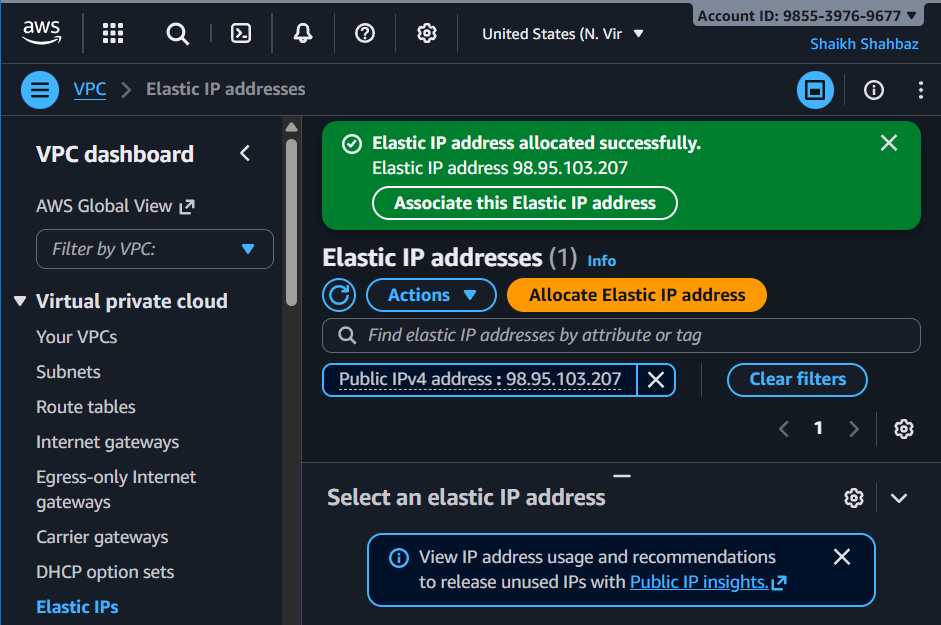 aws
United States (N. Vir
Account ID: 9855-3976-9677
Shaikh Shahbaz
VPC
Elastic IP addresses
VPC dashboard
AWS Global View
Filter by VPC:
Virtual private cloud
Your VPCs
Subnets
Route tables
Internet gateways
Egress-only Internet
gateways
Carrier gateways
DHCP option sets
Elastic IPs
Elastic IP address allocated successfully.
Elastic IP address 98.95.103.207
Associate this Elastic IP address
Elastic IP addresses (1) Info
Actions
Allocate Elastic IP address
Find elastic IP addresses by attribute or tag
Public IPv4 address : 98.95.103.207
Clear filters
1
Select an elastic IP address
View IP address usage and recommendations
to release unused IPs with Public IP insights.